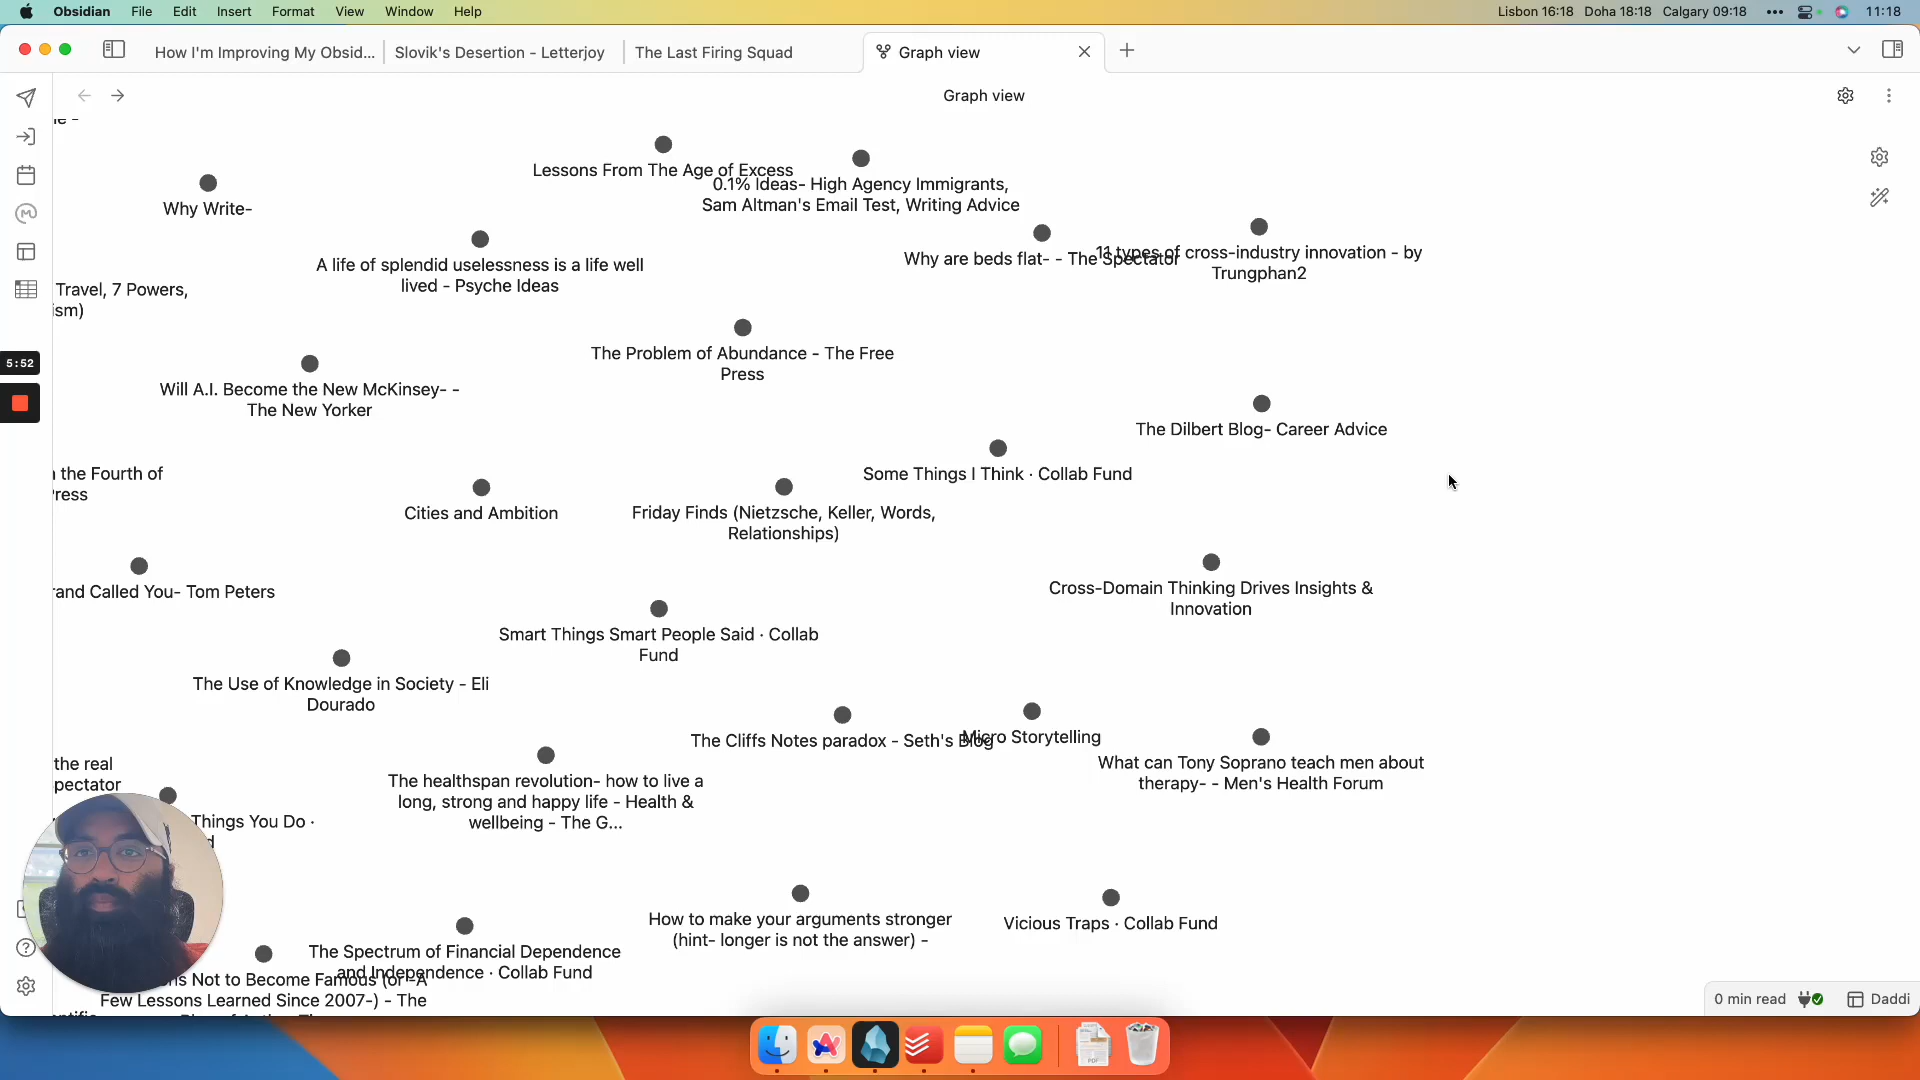 Obsidian File Edit Insert Format View Window Help Lisbon 16:18 Doha 18:18 Calgary 09:18 11:18
How I'm Improving My Obsid... Slovik's Desertion - Letterjoy The Last Firing Squad Graph view
Graph view
Lessons From The Age of Excess
0.1% Ideas- High Agency Immigrants,
Sam Altman's Email Test, Writing Advice
Why Write-
A life of splendid uselessness is a life well
lived - Psyche Ideas
Why are beds flat- - The Spectator
11 types of cross-industry innovation - by
Trungphan2
Travel, 7 Powers,
ism)
The Problem of Abundance - The Free
Press
5:52
Will A.I. Become the New McKinsey- -
The New Yorker
The Dilbert Blog- Career Advice
the Fourth of
Press
Some Things I Think · Collab Fund
Cities and Ambition
Friday Finds (Nietzsche, Keller, Words,
Relationships)
rand Called You- Tom Peters
Cross-Domain Thinking Drives Insights &
Innovation
Smart Things Smart People Said · Collab
Fund
The Use of Knowledge in Society - Eli
Dourado
The Cliffs Notes paradox - Seth's Blog
Micro Storytelling
the real
pectator
The healthspan revolution- how to live a
long, strong and happy life - Health &
wellbeing - The G...
What can Tony Soprano teach men about
therapy- - Men's Health Forum
Things You Do ·
d
How to make your arguments stronger
(hint- longer is not the answer) -
Vicious Traps · Collab Fund
The Spectrum of Financial Dependence
and Independence · Collab Fund
ns Not to Become Famous (or -A
Few Lessons Learned Since 2007-) - The
0 min read Daddi
PDF